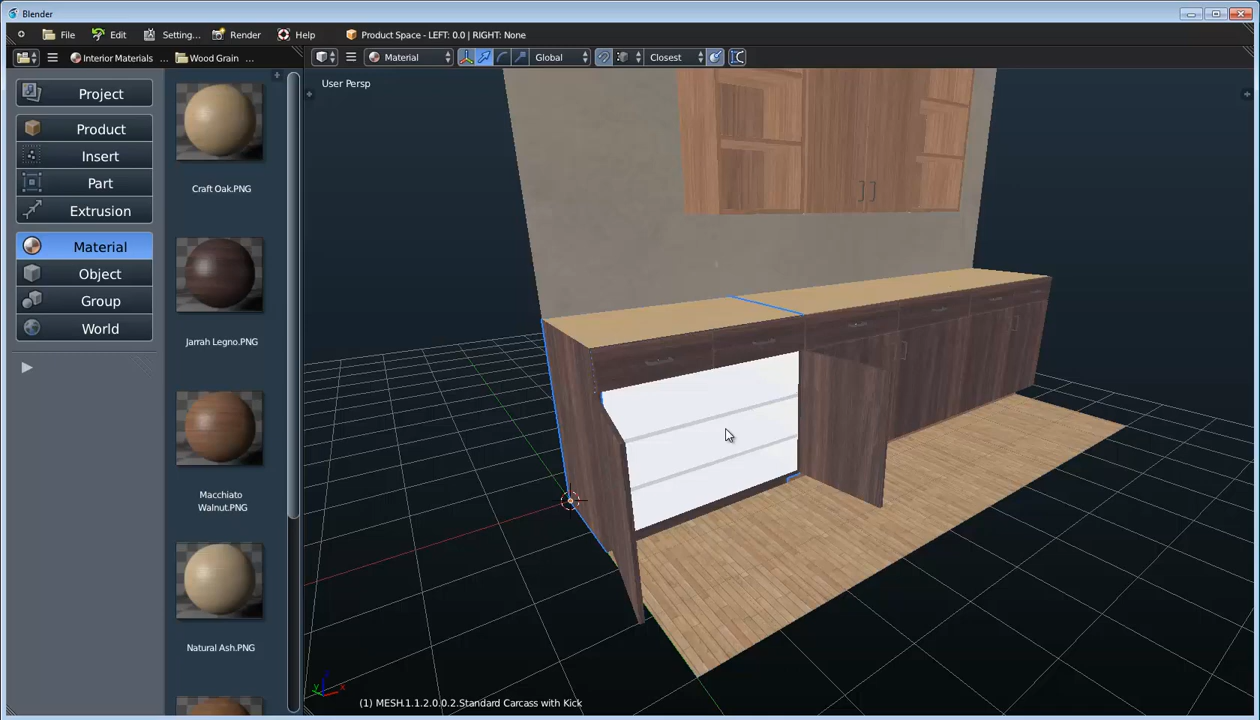 Blender
File Edit Setting... Render Help Product Space - LEFT: 0.0 | RIGHT: None
Interior Materials ... Wood Grain ... Material Global Closest
User Persp
Project
Product
Insert
Part
Extrusion
Material
Object
Group
World
Craft Oak.PNG
Jarrah Legno.PNG
Macchiato
Walnut.PNG
Natural Ash.PNG
z
y x
(1) MESH.1.1.2.0.0.2.Standard Carcass with Kick